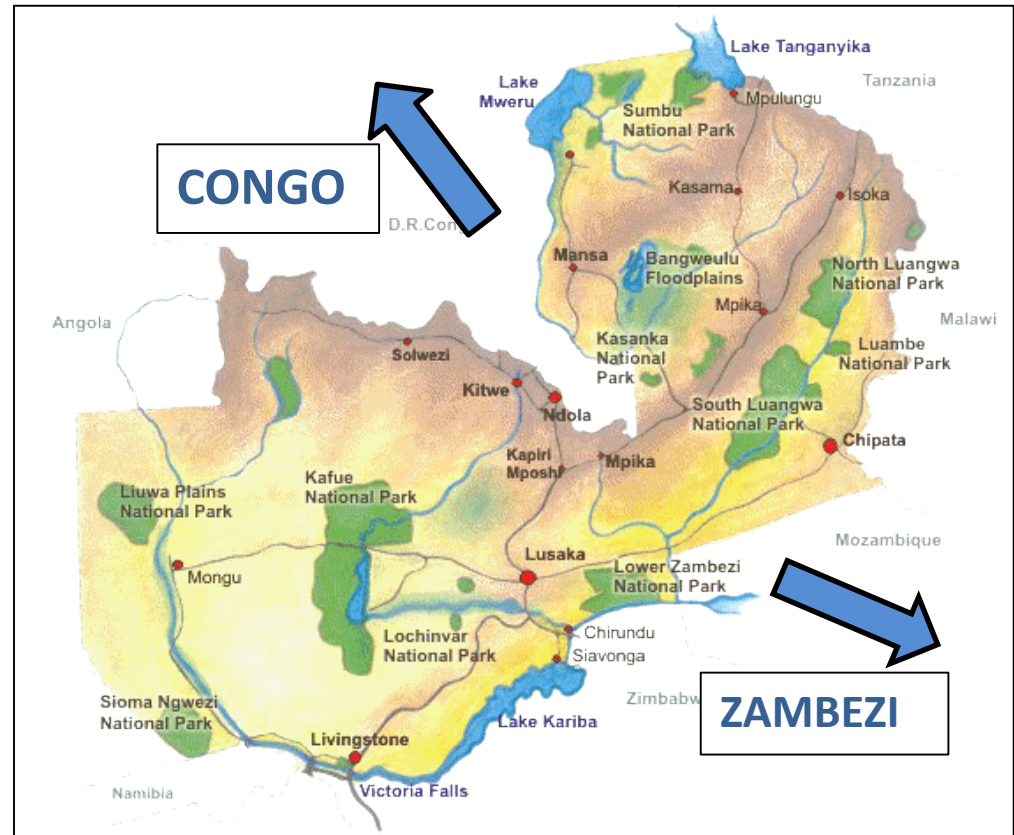 Lake Tanganyika
Lake
Mweru
Tanzania
Mpulungu
Sumbu
National Park
CONGO
Kasama
Isoka
D.R.Con
Mansa
Bangweulu
Floodplains
North Luangwa
National Park
Mpika
Malawi
Angola
Solwezi
Kasanka
National
Park
Luambe
National Park
Kitwe
Ndola
South Luangwa
National Park
Chipata
Kapiri
Mposhi
Mpika
Kafue
National Park
Liuwa Plains
National Park
Mozambique
Lusaka
Mongu
Lower Zambezi
National Park
Chirundu
Lochinvar
National Park
Siavonga
Zimbabw
ZAMBEZI
Sioma Ngwezi
National Park
Lake Kariba
Livingstone
Victoria Falls
Namibia